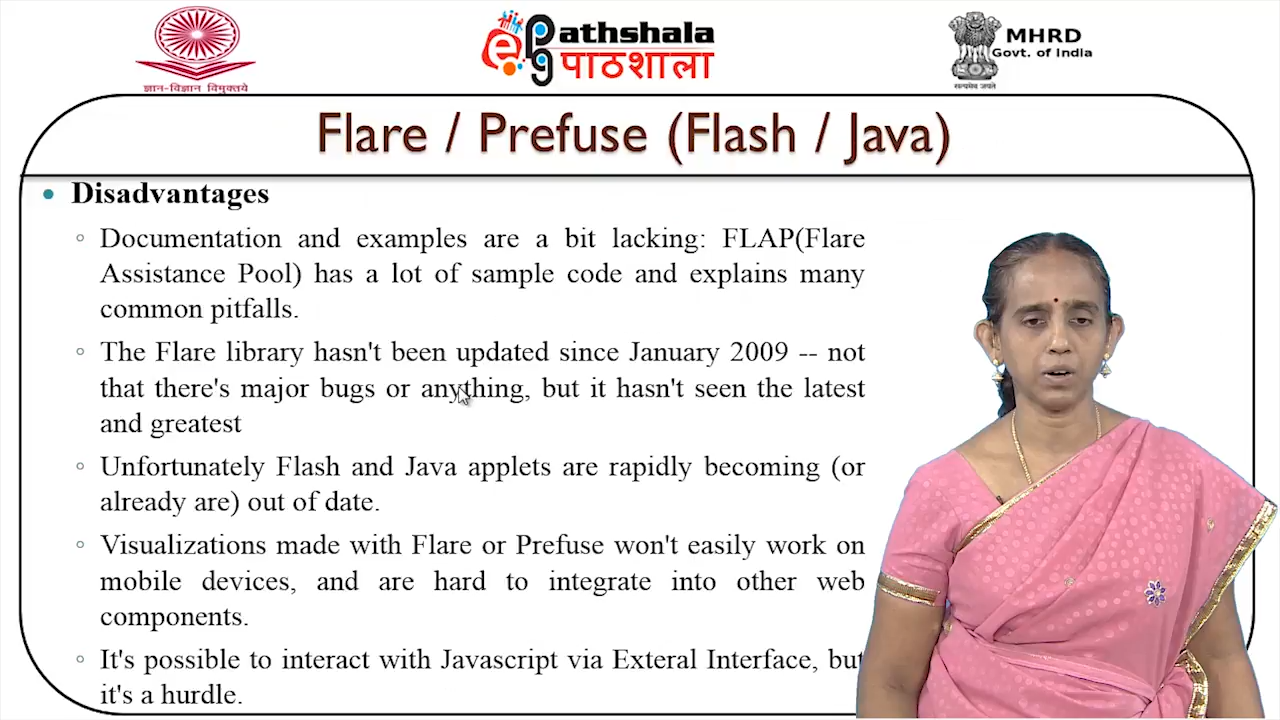 ज्ञान-विज्ञान विमुक्तये
ePathshala
पाठशाला
MHRD
Govt. of India
सत्यमेव जयते
Flare / Prefuse (Flash / Java)
• Disadvantages
◦ Documentation and examples are a bit lacking: FLAP(Flare
Assistance Pool) has a lot of sample code and explains many
common pitfalls.
◦ The Flare library hasn't been updated since January 2009 -- not
that there's major bugs or anything, but it hasn't seen the latest
and greatest
◦ Unfortunately Flash and Java applets are rapidly becoming (or
already are) out of date.
◦ Visualizations made with Flare or Prefuse won't easily work on
mobile devices, and are hard to integrate into other web
components.
◦ It's possible to interact with Javascript via Exteral Interface, but
it's a hurdle.